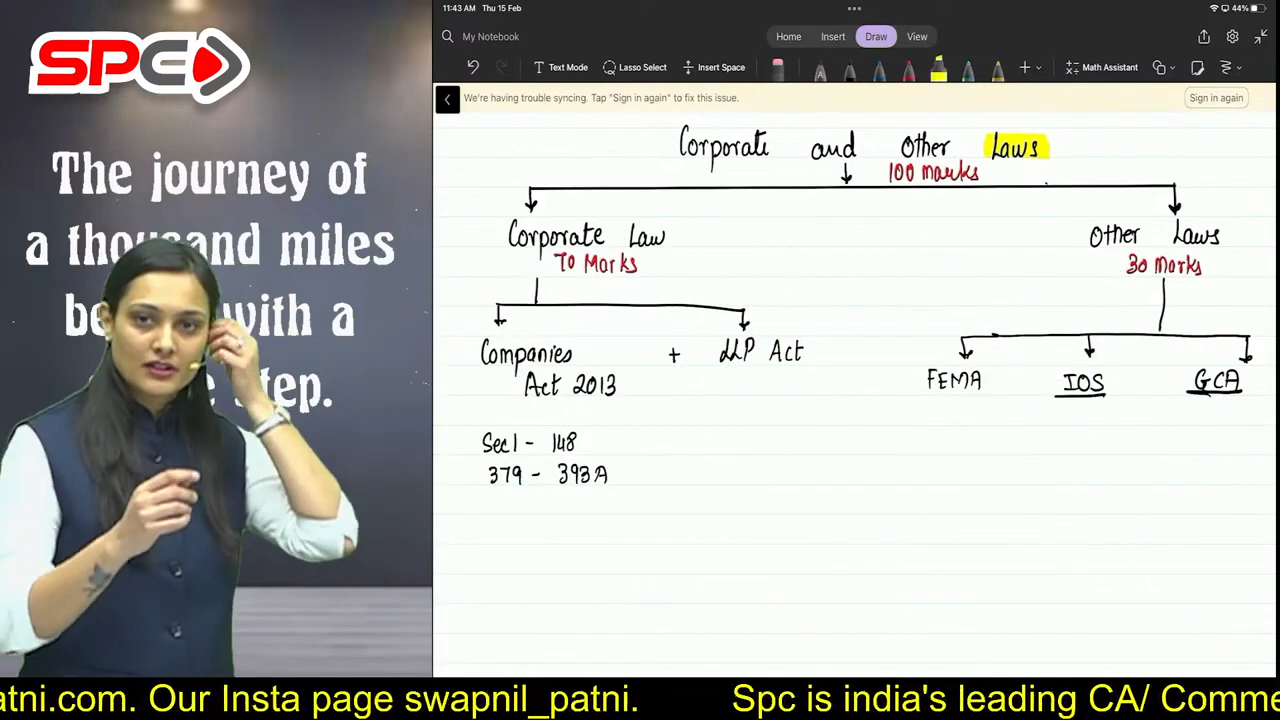 SPC
The journey of
a thousand miles
with a
step.
11:43 AM Thu 15 Feb
44%
My Notebook
Home Insert Draw View
Text Mode Lasso Select Insert Space Math Assistant
We're having trouble syncing. Tap "Sign in again" to fix this issue. Sign in again
Corporate and Other Laws
100 marks
Corporate Law
70 Marks
Other Laws
30 Marks
Companies + LLP Act
Act 2013
FEMA IOS GCA
Sec 1 - 148
379 - 393A
atni.com. Our Insta page swapnil_patni. Spc is india's leading CA/ Comme